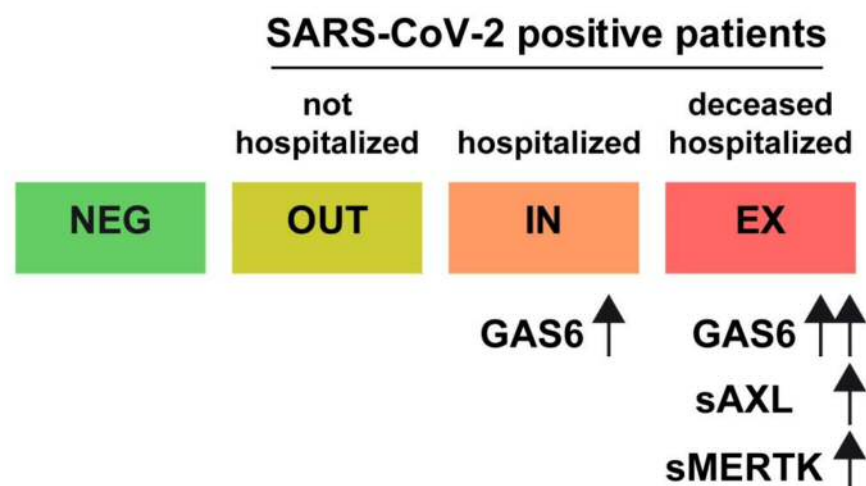 SARS-CoV-2 positive patients
not hospitalized
hospitalized
deceased hospitalized
NEG
OUT
IN
EX
GAS6
GAS6
sAXL
sMERTK